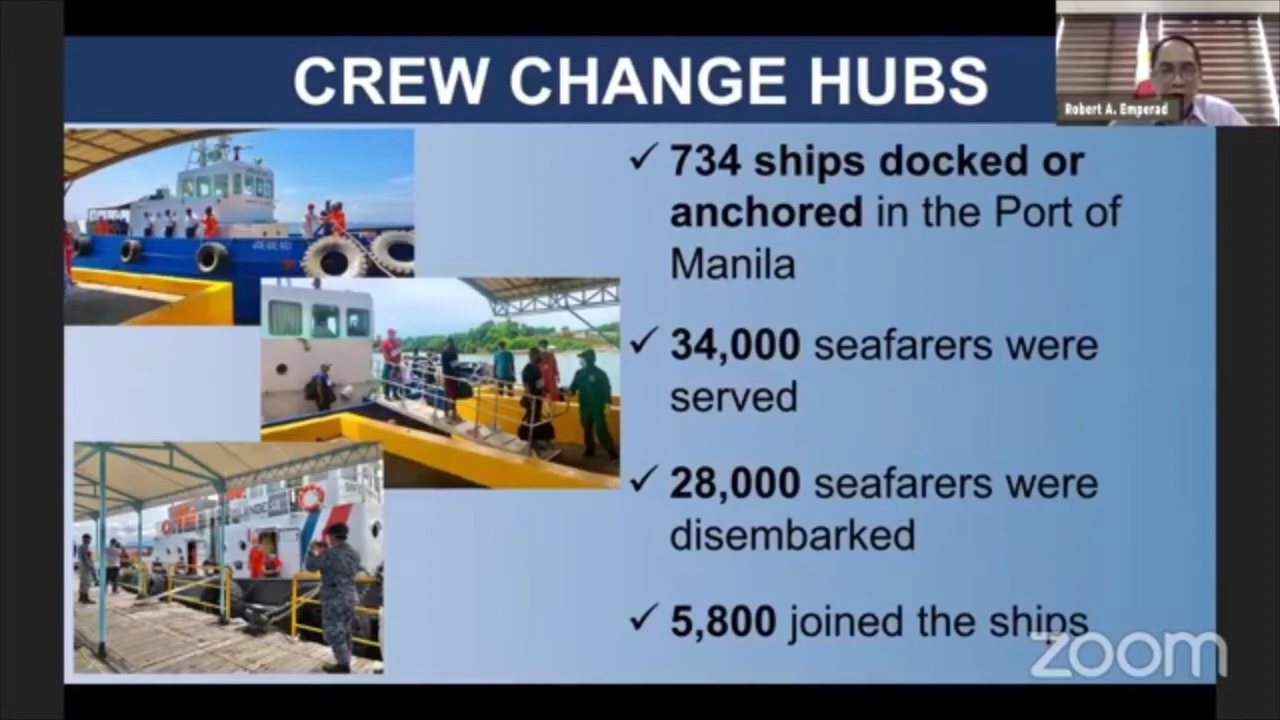 CREW CHANGE HUBS
Robert A. Emperad
✓ 734 ships docked or
anchored in the Port of
Manila
✓ 34,000 seafarers were
served
✓ 28,000 seafarers were
disembarked
✓ 5,800 joined the ships
zoom